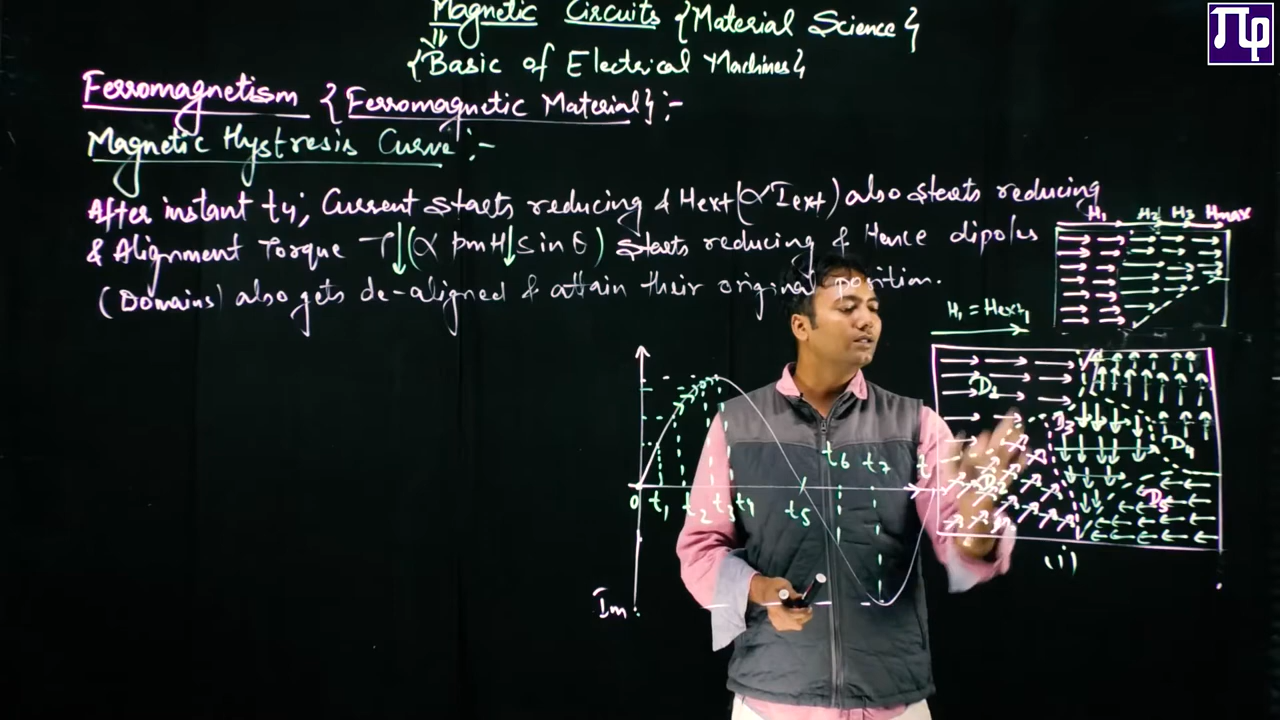 Magnetic Circuits {Material Science}
{Basic of Electrical Machines}
Ferromagnetism {Ferromagnetic Material} :-
Magnetic Hystresis Curve :-
After instant t4; Current starts reducing & Hext(∝Iext) also starts reducing
& Alignment Torque T↓(∝ pmH↓sinθ) starts reducing & Hence dipoles
(Domains) also gets de-aligned & attain their original position.
H1 H2 H3 Hmax
H1 = Hext1
D2
D3
D4
D5
0 t1 t2 t3 t4 t5 t6 t7 t
Im
(i)
πφ